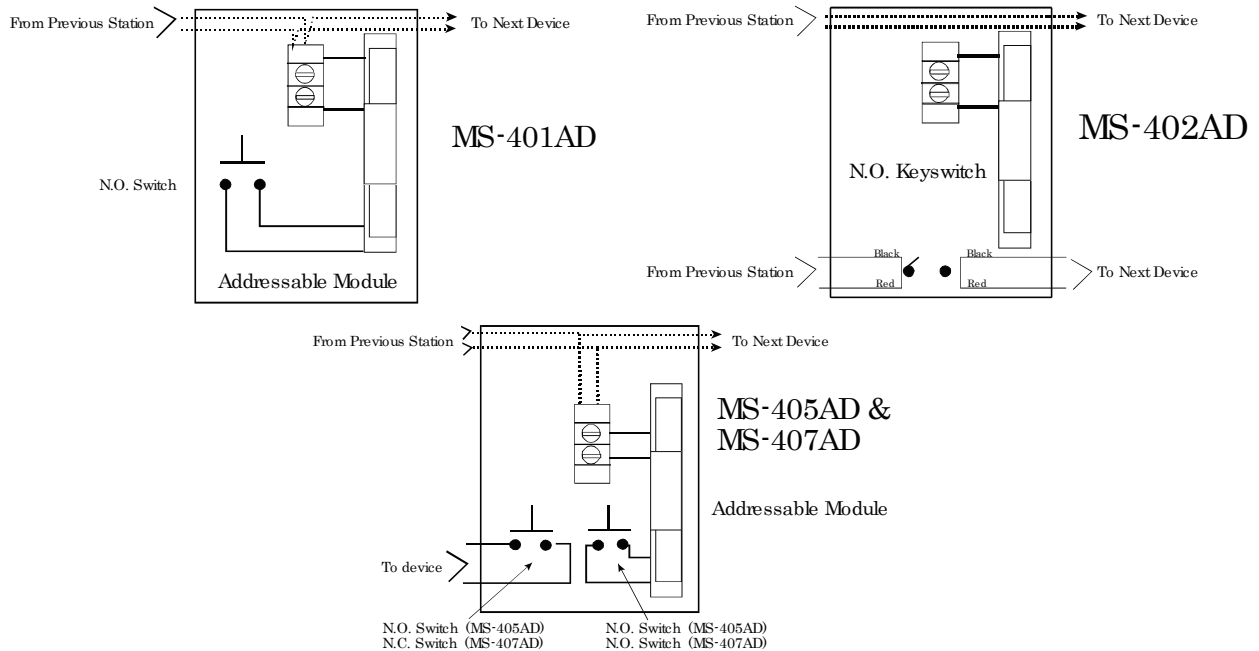 From Previous Station
To Next Device
MS-401AD
N.O. Switch
Addressable Module
From Previous Station
To Next Device
MS-402AD
N.O. Keyswitch
Black
Black
From Previous Station
To Next Device
Red
Red
From Previous Station
To Next Device
MS-405AD &
MS-407AD
Addressable Module
To device
N.O. Switch (MS-405AD)
N.C. Switch (MS-407AD)
N.O. Switch (MS-405AD)
N.O. Switch (MS-407AD)